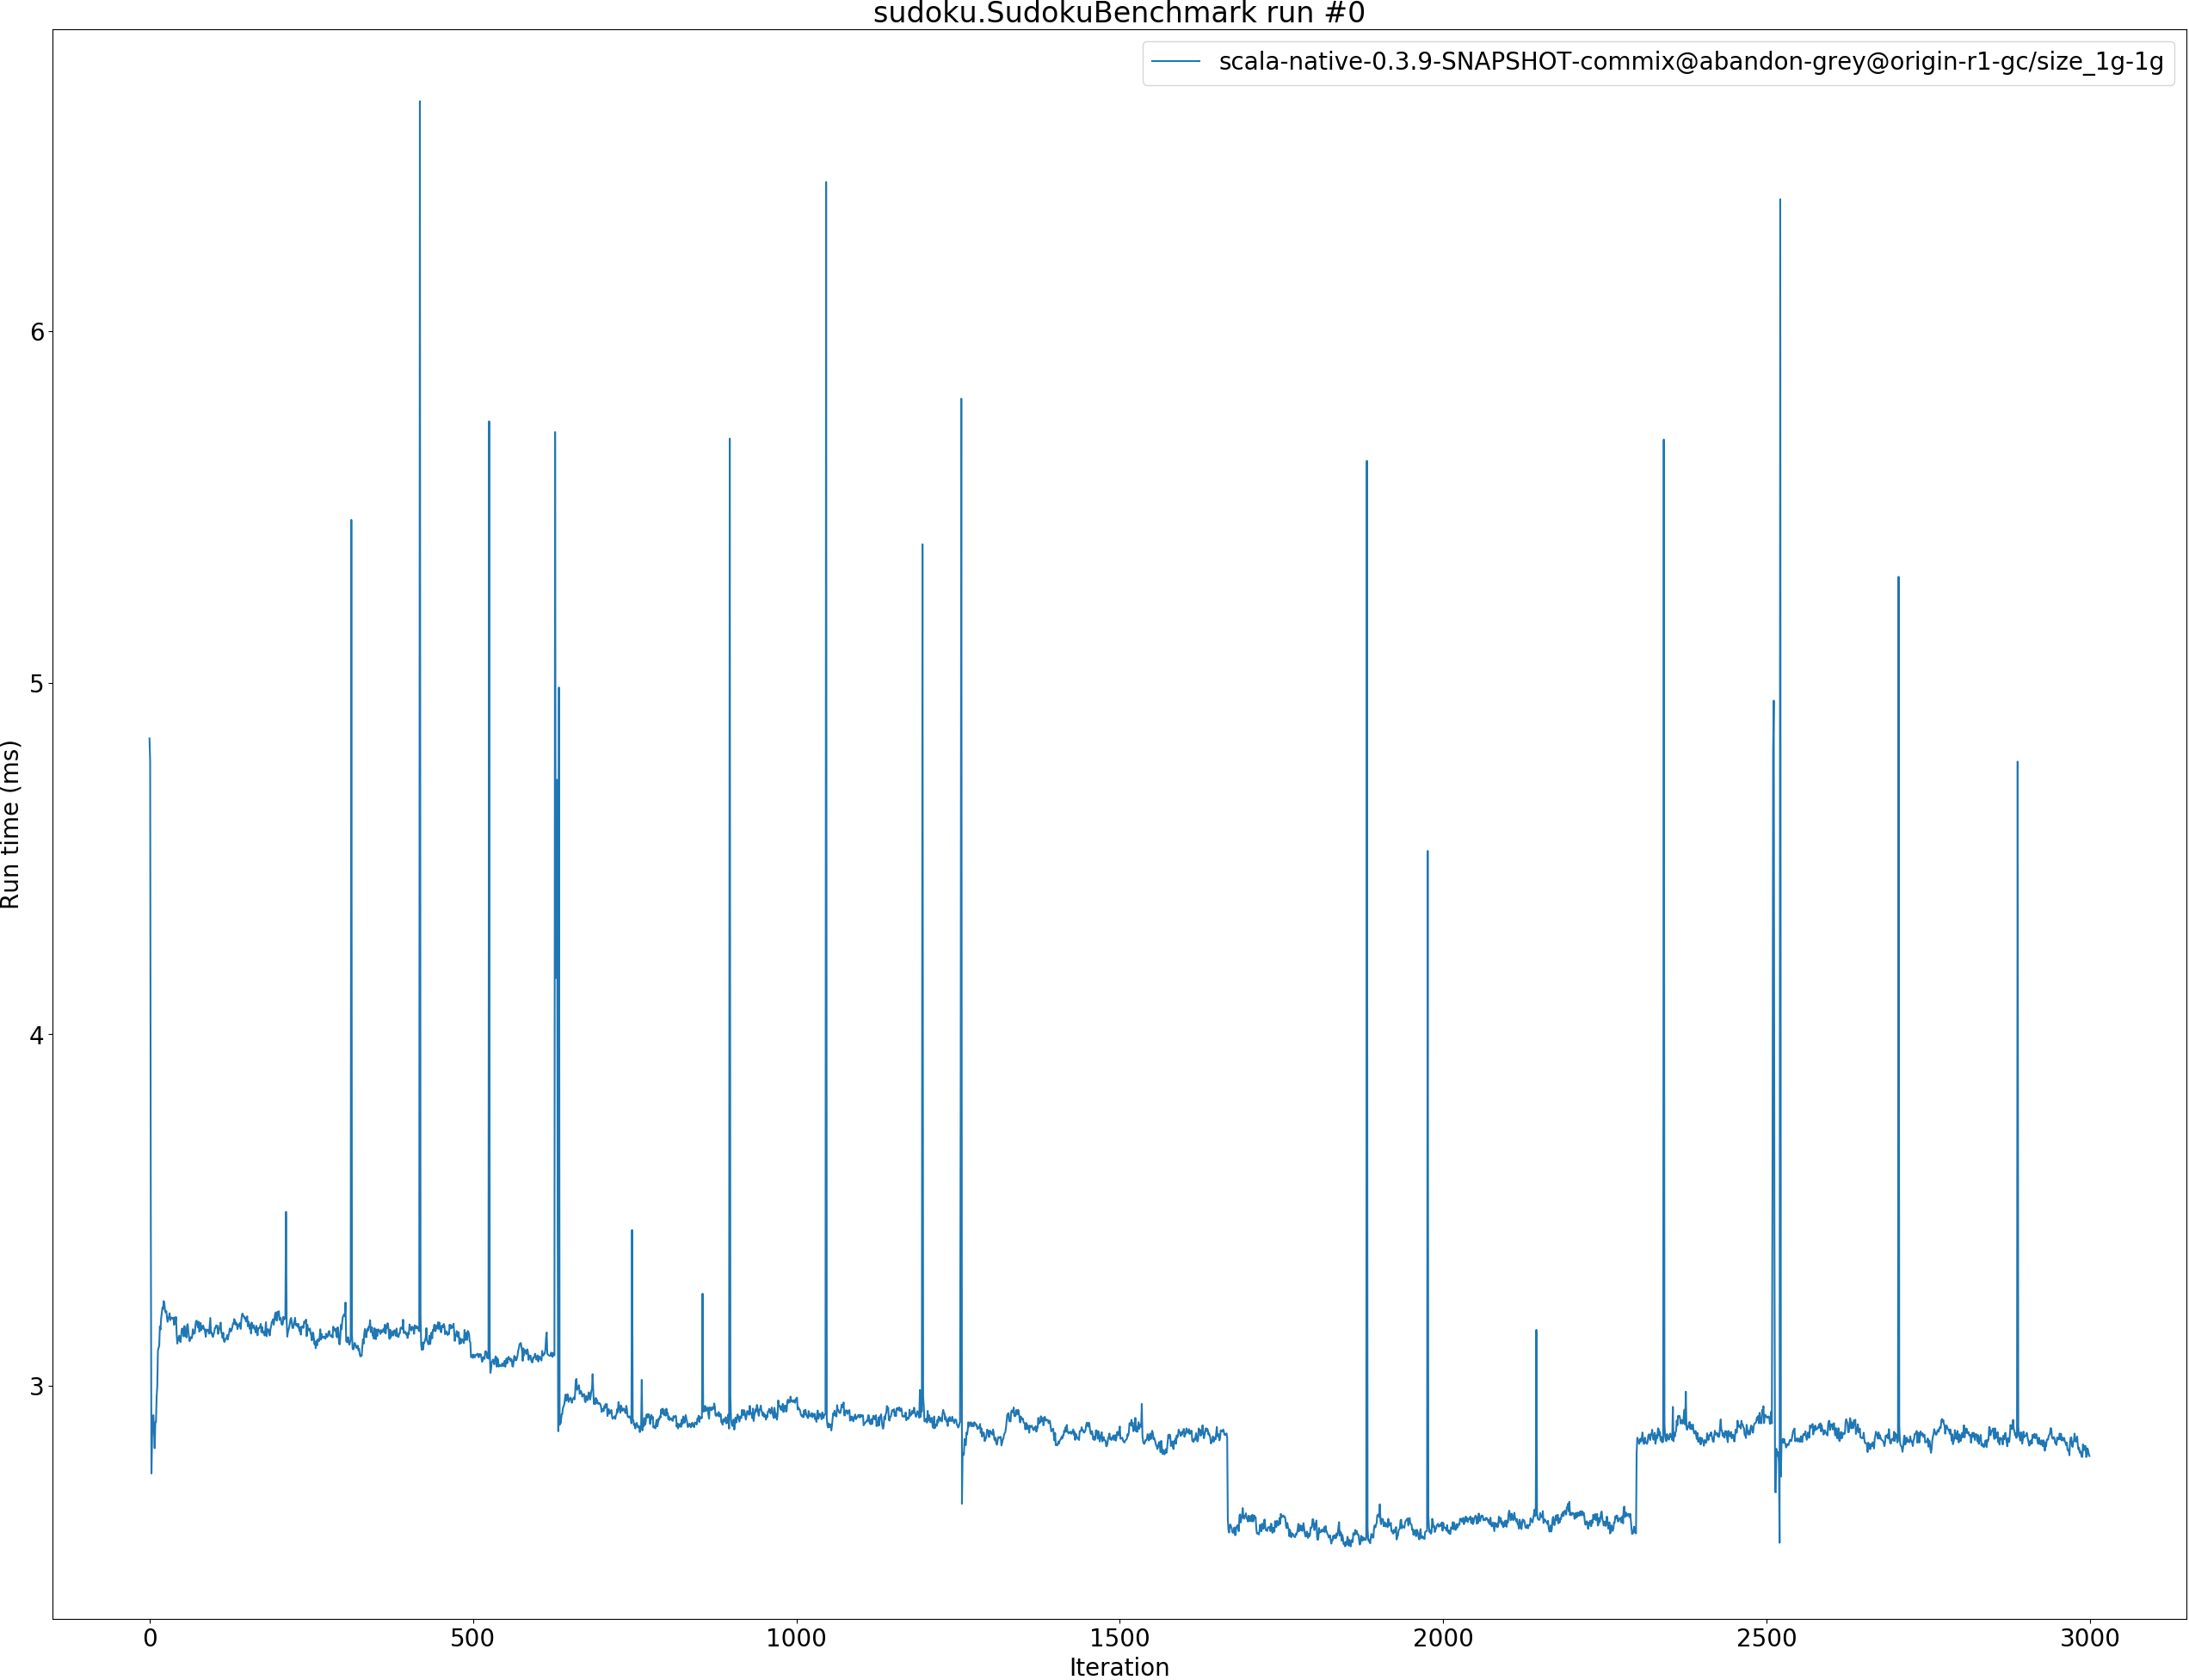 sudoku.SudokuBenchmark run #0
scala-native-0.3.9-SNAPSHOT-commix@abandon-grey@origin-r1-gc/size_1g-1g
Run time (ms)
6
5
4
3
0 500 1000 1500 2000 2500 3000
Iteration